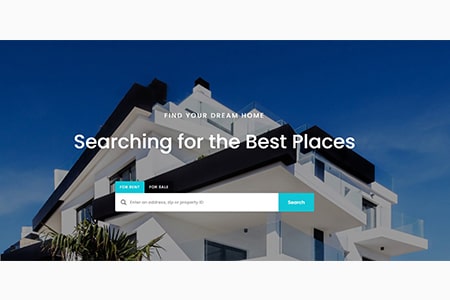 FIND YOUR DREAM HOME
Searching for the Best Places
FOR RENT FOR SALE
Enter an address, zip or property ID
Search